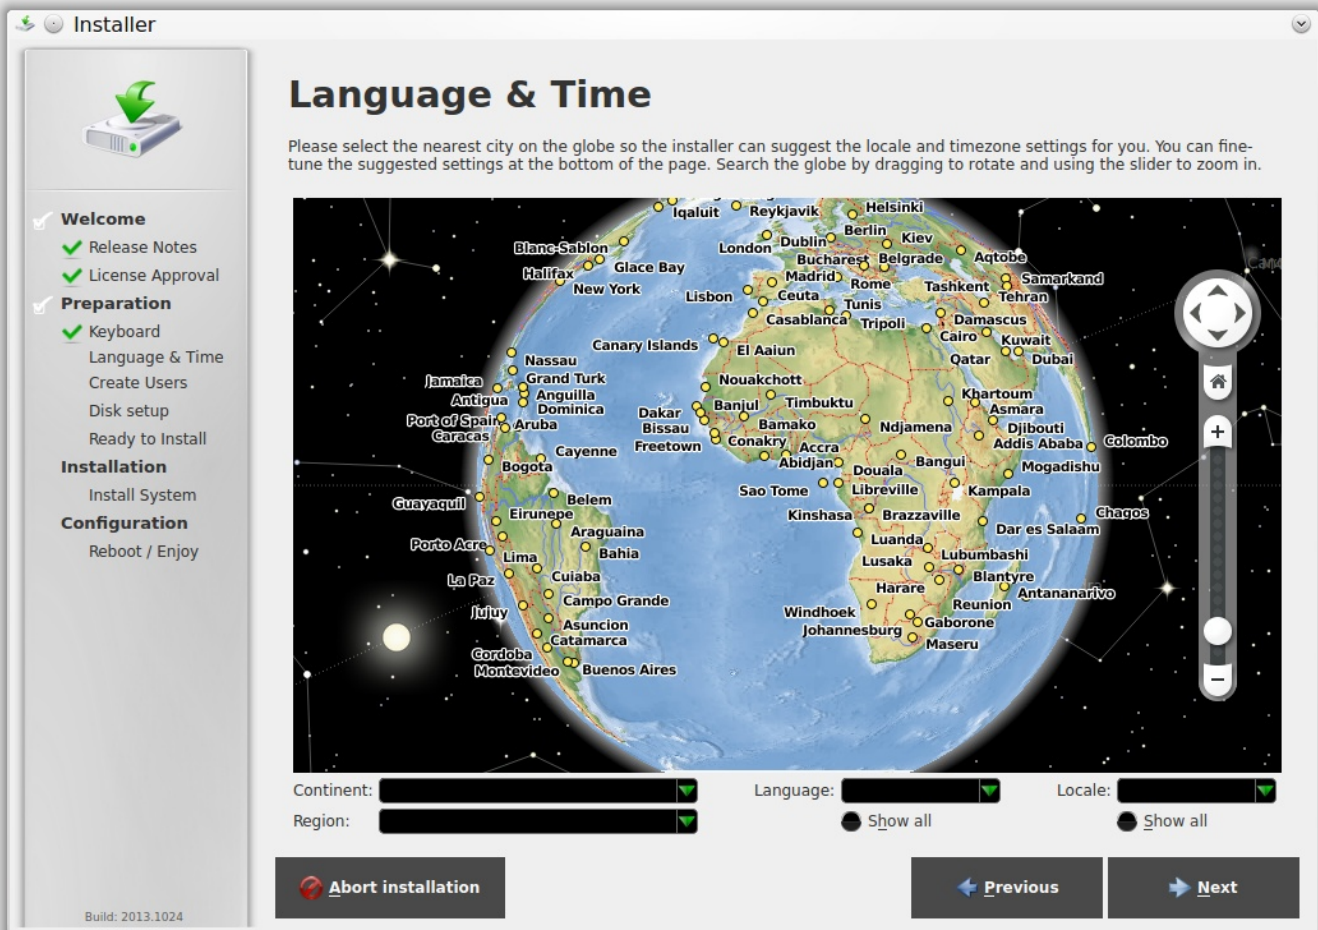 Installer
Language & Time
Please select the nearest city on the globe so the installer can suggest the locale and timezone settings for you. You can fine-
tune the suggested settings at the bottom of the page. Search the globe by dragging to rotate and using the slider to zoom in.
Welcome
Release Notes
License Approval
Preparation
Keyboard
Language & Time
Create Users
Disk setup
Ready to Install
Installation
Install System
Configuration
Reboot / Enjoy
Build: 2013.1024
Iqaluit
Reykjavik
Helsinki
Blanc-Sablon
London
Dublin
Berlin
Kiev
Halifax
Glace Bay
Bucharest
Belgrade
Aqtobe
New York
Madrid
Rome
Tashkent
Samarkand
Lisbon
Ceuta
Tunis
Tehran
Casablanca
Tripoli
Damascus
Canary Islands
El Aaiun
Cairo
Kuwait
Nassau
Qatar
Dubai
Jamaica
Grand Turk
Nouakchott
Antigua
Anguilla
Dominica
Dakar
Banjul
Timbuktu
Khartoum
Asmara
Port of Spain
Aruba
Bissau
Bamako
Ndjamena
Djibouti
Caracas
Freetown
Conakry
Accra
Addis Ababa
Colombo
Cayenne
Abidjan
Bangui
Mogadishu
Bogota
Douala
Guayaquil
Belem
Sao Tome
Libreville
Kampala
Eirunepe
Kinshasa
Brazzaville
Chagos
Araguaina
Dar es Salaam
Porto Acre
Bahia
Luanda
Lima
Lusaka
Lubumbashi
La Paz
Cuiaba
Harare
Blantyre
Campo Grande
Antananarivo
Jujuy
Windhoek
Reunion
Asuncion
Johannesburg
Gaborone
Catamarca
Maseru
Cordoba
Montevideo
Buenos Aires
+
−
Continent:
Language:
Locale:
Region:
Show all
Show all
Abort installation
Previous
Next